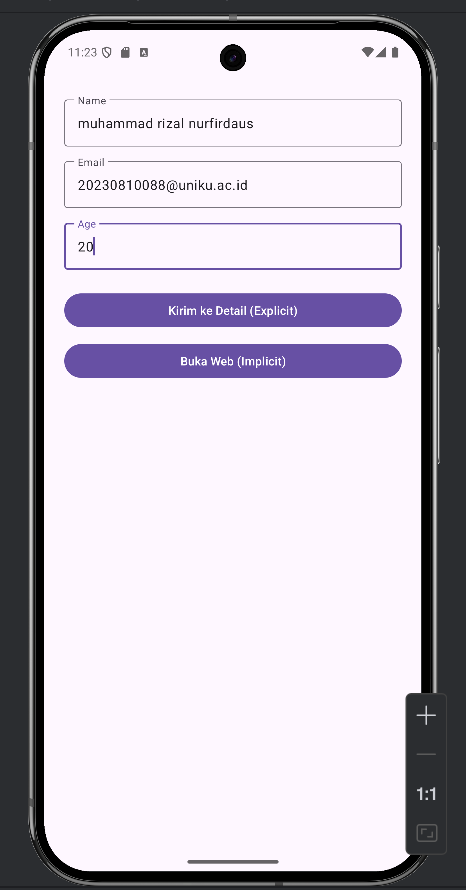 11:23
Name
muhammad rizal nurfirdaus
Email
20230810088@uniku.ac.id
Age
20
Kirim ke Detail (Explicit)
Buka Web (Implicit)
1:1